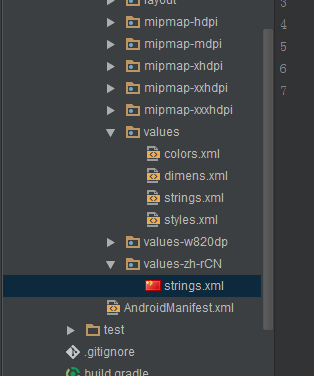 layout
mipmap-hdpi
mipmap-mdpi
mipmap-xhdpi
mipmap-xxhdpi
mipmap-xxxhdpi
values
colors.xml
dimens.xml
strings.xml
styles.xml
values-w820dp
values-zh-rCN
strings.xml
AndroidManifest.xml
test
.gitignore
build.gradle
3
4
5
6
7